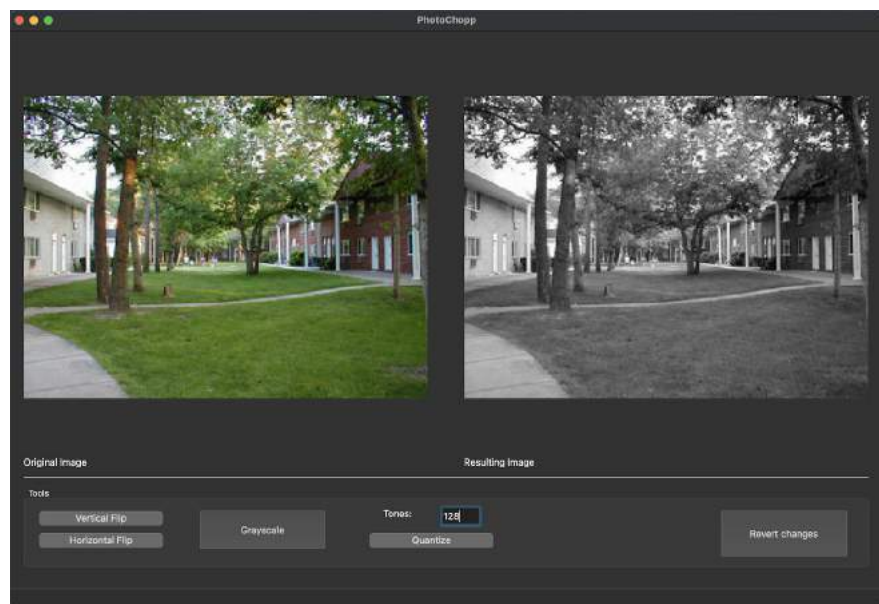 PhotoChopp
Original Image
Resulting Image
Tools
Vertical Flip
Horizontal Flip
Grayscale
Tones: 128
Quantize
Revert changes